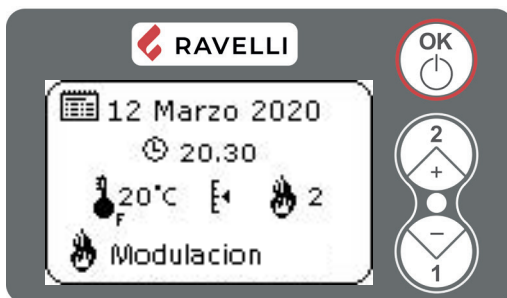 RAVELLI
OK
12 Marzo 2020
20.30
20°C 2
F
Modulacion
2
+
−
1